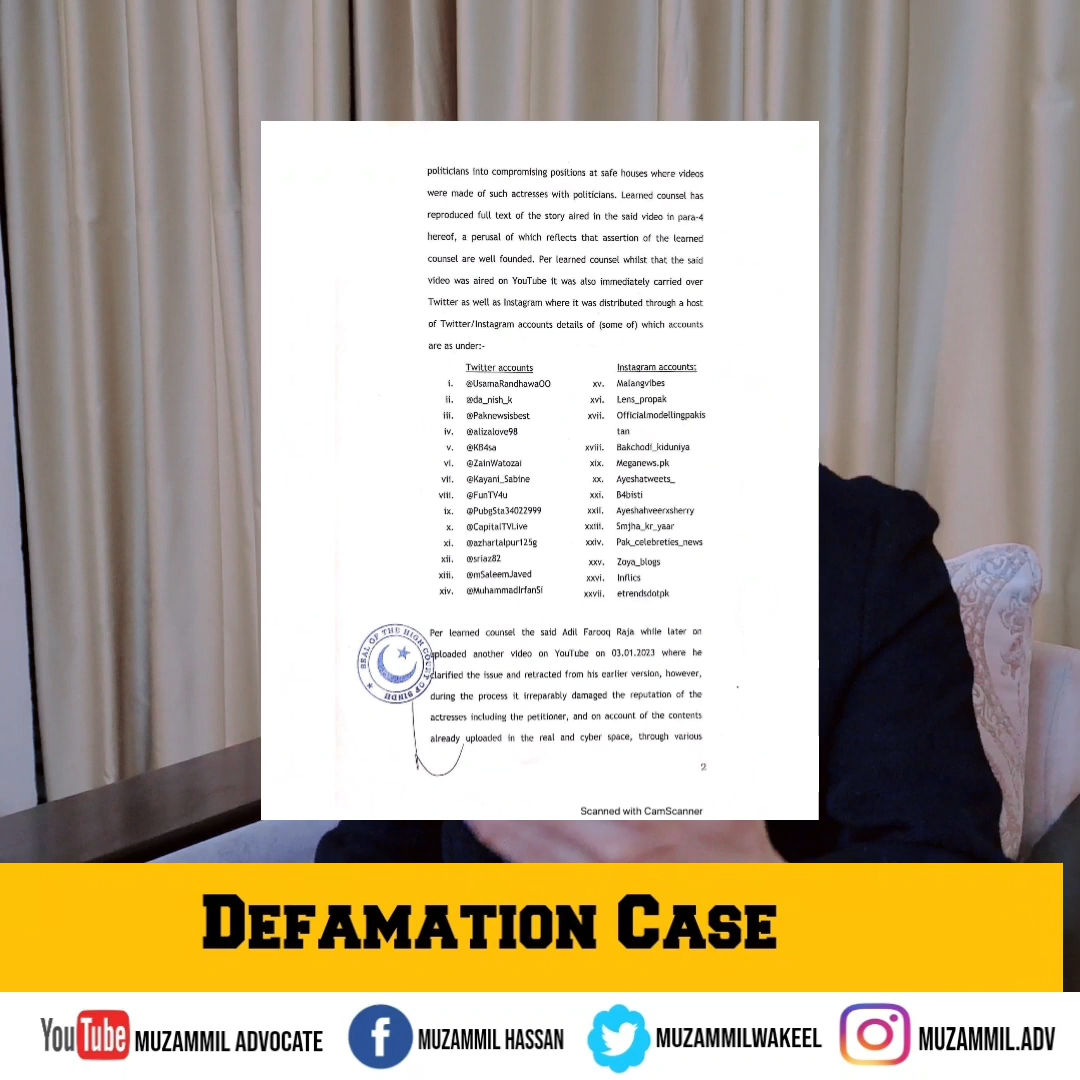 politicians into compromising positions at safe houses where videos
were made of such actresses with politicians. Learned counsel has
reproduced full text of the story aired in the said video in para-4
hereof, a perusal of which reflects that assertion of the learned
counsel are well founded. Per learned counsel whilst that the said
video was aired on YouTube it was also immediately carried over
Twitter as well as Instagram where it was distributed through a host
of Twitter/Instagram accounts details of (some of) which accounts
are as under:-
Twitter accounts
i. @UsamaRandhawaOO
ii. @da_nish_k
iii. @Paknewsisbest
iv. @alizalove98
v. @KB4sa
vi. @ZainWatozai
vii. @Kayani_Sabine
viii. @FunTV4u
ix. @PubgSta34022999
x. @CapitalTVLive
xi. @azhartalpur125g
xii. @sriaz82
xiii. @mSaleemJaved
xiv. @MuhammadIrfanSi
Instagram accounts:
xv. Malangvibes
xvi. Lens_propak
xvii. Officialmodellingpakis
tan
xviii. Bakchodi_kiduniya
xix. Meganews.pk
xx. Ayeshatweets_
xxi. B4bisti
xxii. Ayeshahveerxsherry
xxiii. Smjha_kr_yaar
xxiv. Pak_celebreties_news
xxv. Zoya_blogs
xxvi. Inflics
xxvii. etrendsdotpk
SEAL OF THE HIGH COURT OF SINDH
Per learned counsel the said Adil Farooq Raja while later on
uploaded another video on YouTube on 03.01.2023 where he
clarified the issue and retracted from his earlier version, however,
during the process it irreparably damaged the reputation of the
actresses including the petitioner, and on account of the contents
already uploaded in the real and cyber space, through various
2
Scanned with CamScanner
DEFAMATION CASE
YouTube MUZAMMIL ADVOCATE
f MUZAMMIL HASSAN
MUZAMMILWAKEEL
MUZAMMIL.ADV